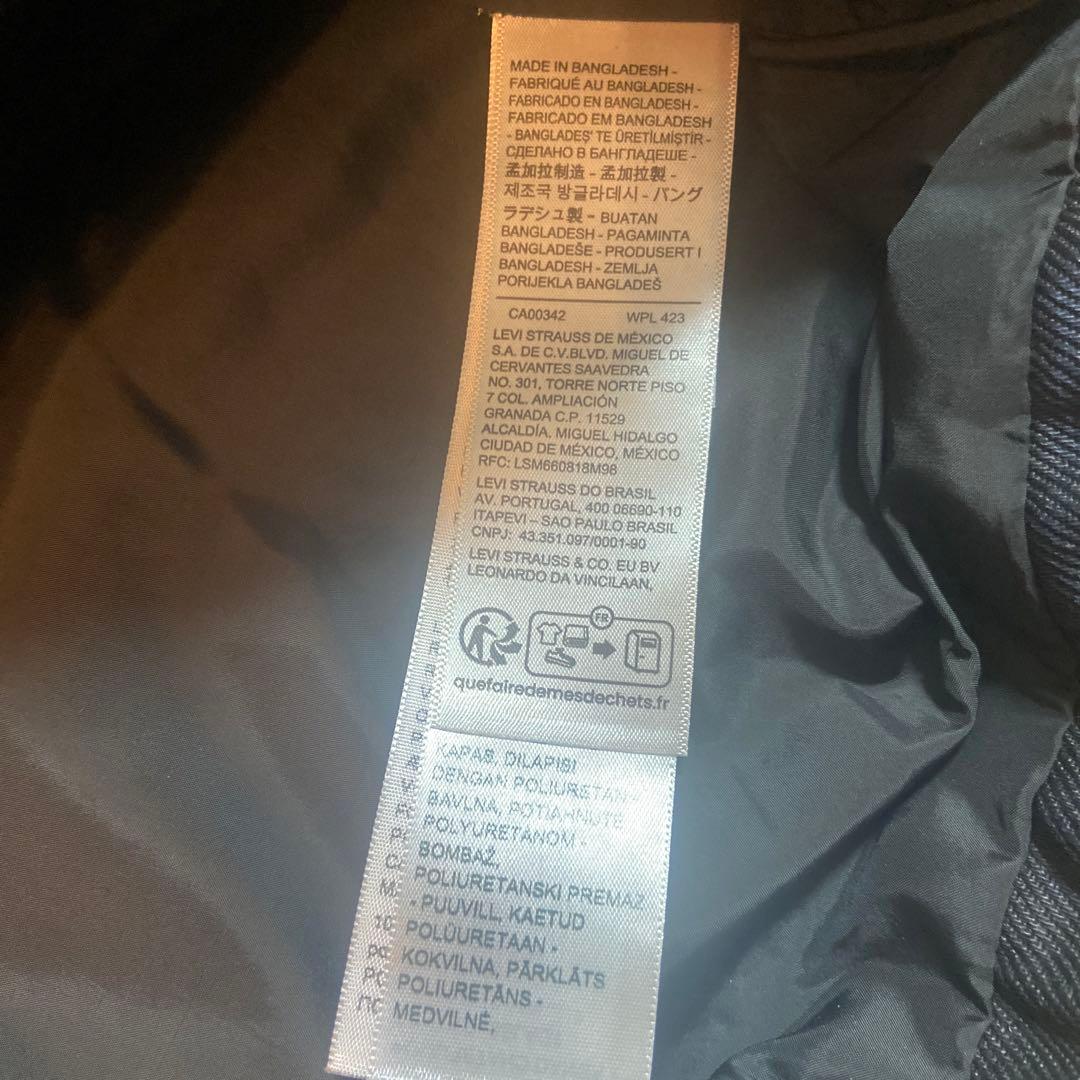 MADE IN BANGLADESH -
FABRIQUÉ AU BANGLADESH -
FABRICADO EN BANGLADESH -
FABRICADO EM BANGLADESH
- BANGLADEŞ' TE ÜRETİLMİŞTİR -
СДЕЛАНО В БАНГЛАДЕШЕ -
孟加拉制造 - 孟加拉製 -
제조국 방글라데시 - バング
ラデシュ製 - BUATAN
BANGLADESH - PAGAMINTA
BANGLADEŠE - PRODUSERT I
BANGLADESH - ZEMLJA
PORIJEKLA BANGLADEŠ
CA00342 WPL 423
LEVI STRAUSS DE MÉXICO
S.A. DE C.V.BLVD. MIGUEL DE
CERVANTES SAAVEDRA
NO. 301, TORRE NORTE PISO
7 COL. AMPLIACIÓN
GRANADA C.P. 11529
ALCALDÍA, MIGUEL HIDALGO
CIUDAD DE MÉXICO, MÉXICO
RFC: LSM660818M98
LEVI STRAUSS DO BRASIL
AV. PORTUGAL, 400 06690-110
ITAPEVI – SAO PAULO BRASIL
CNPJ: 43.351.097/0001-90
LEVI STRAUSS & CO. EU BV
LEONARDO DA VINCILAAN,
FR
quefairedemesdechets.fr
KAPAS, DILAPISI
DENGAN POLIURETAN -
BAVLNA, POTIAHNUTÉ
POLYURETÁNOM -
BOMBAŽ,
POLIURETANSKI PREMAZ
- PUUVILL, KAETUD
POLÜURETAAN -
KOKVILNA, PĀRKLĀTS
POLIURETĀNS -
MEDVILNĖ,